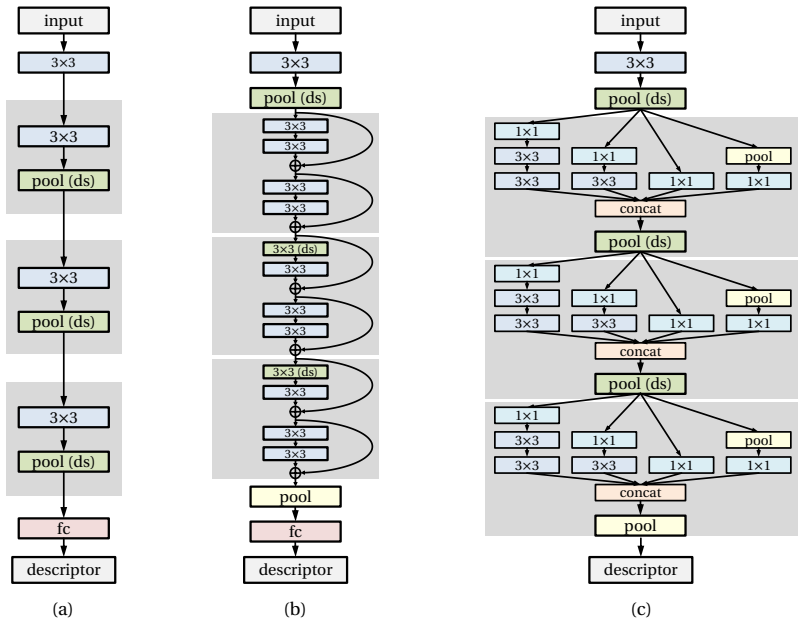 input
3×3
3×3
pool (ds)
3×3
pool (ds)
3×3
pool (ds)
fc
descriptor
(a)
input
3×3
pool (ds)
3×3
3×3
3×3
3×3
3×3 (ds)
3×3
3×3
3×3
3×3 (ds)
3×3
3×3
3×3
pool
fc
descriptor
(b)
input
3×3
pool (ds)
1×1
3×3 1×1 pool
3×3 3×3 1×1 1×1
concat
pool (ds)
1×1
3×3 1×1 pool
3×3 3×3 1×1 1×1
concat
pool (ds)
1×1
3×3 1×1 pool
3×3 3×3 1×1 1×1
concat
pool
descriptor
(c)